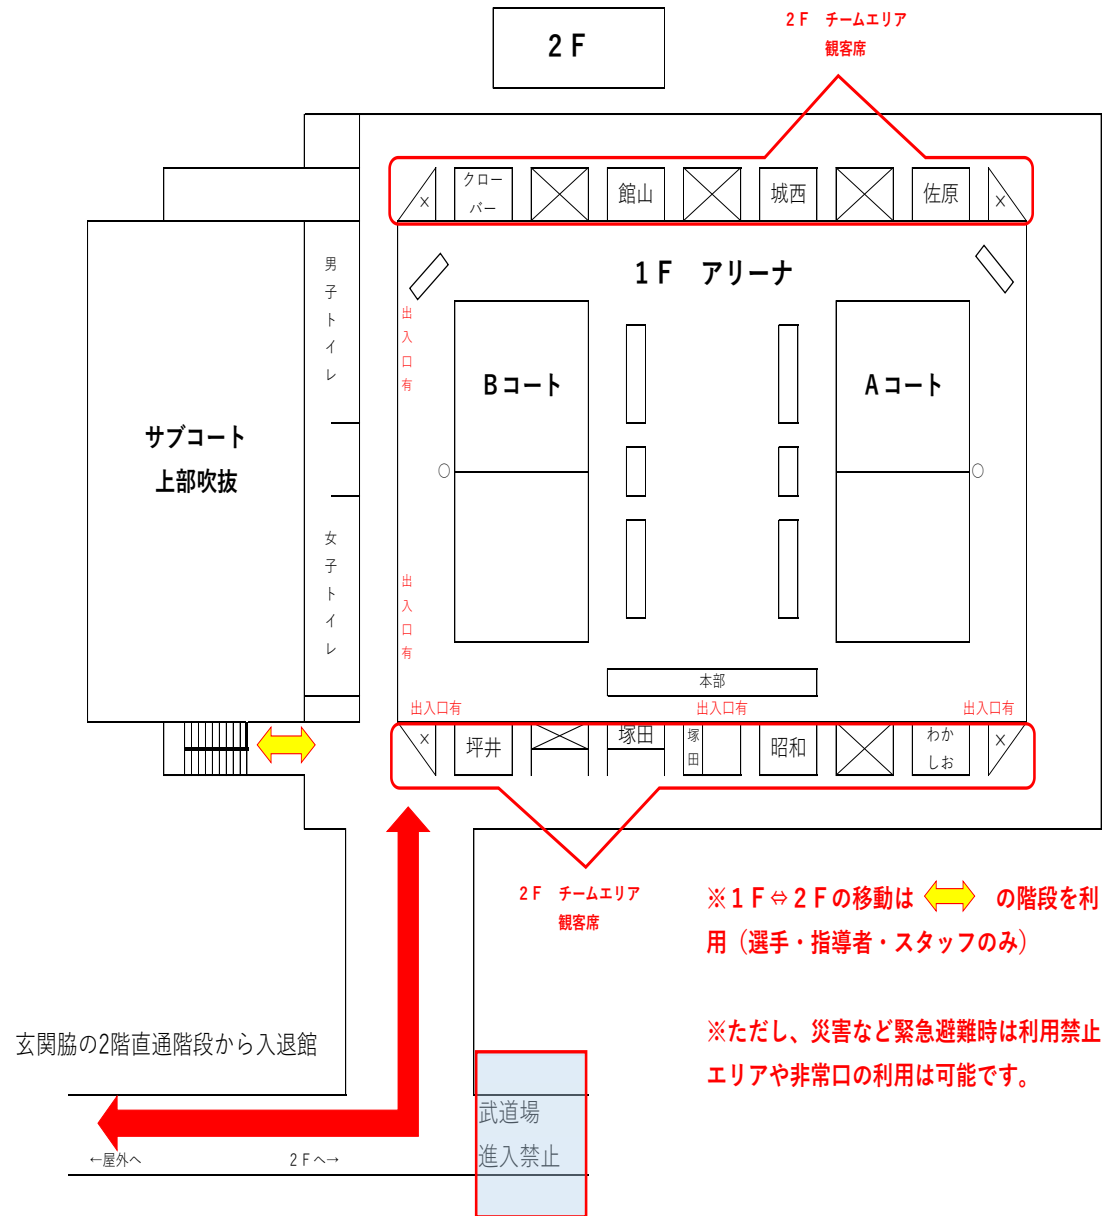 ２Ｆ
２Ｆ　チームエリア
観客席
クロー
バー
館山
城西
佐原
×
×
１Ｆ　アリーナ
男子トイレ
出入口有
Ｂコート
Ａコート
サブコート
上部吹抜
○
○
女子トイレ
出入口有
本部
出入口有
出入口有
出入口有
×
坪井
塚田
塚田
昭和
わか
しお
×
２Ｆ　チームエリア
観客席
※１Ｆ⇔２Ｆの移動は　の階段を利
用（選手・指導者・スタッフのみ）
※ただし、災害など緊急避難時は利用禁止
エリアや非常口の利用は可能です。
玄関脇の2階直通階段から入退館
武道場
進入禁止
←屋外へ
２Ｆへ→